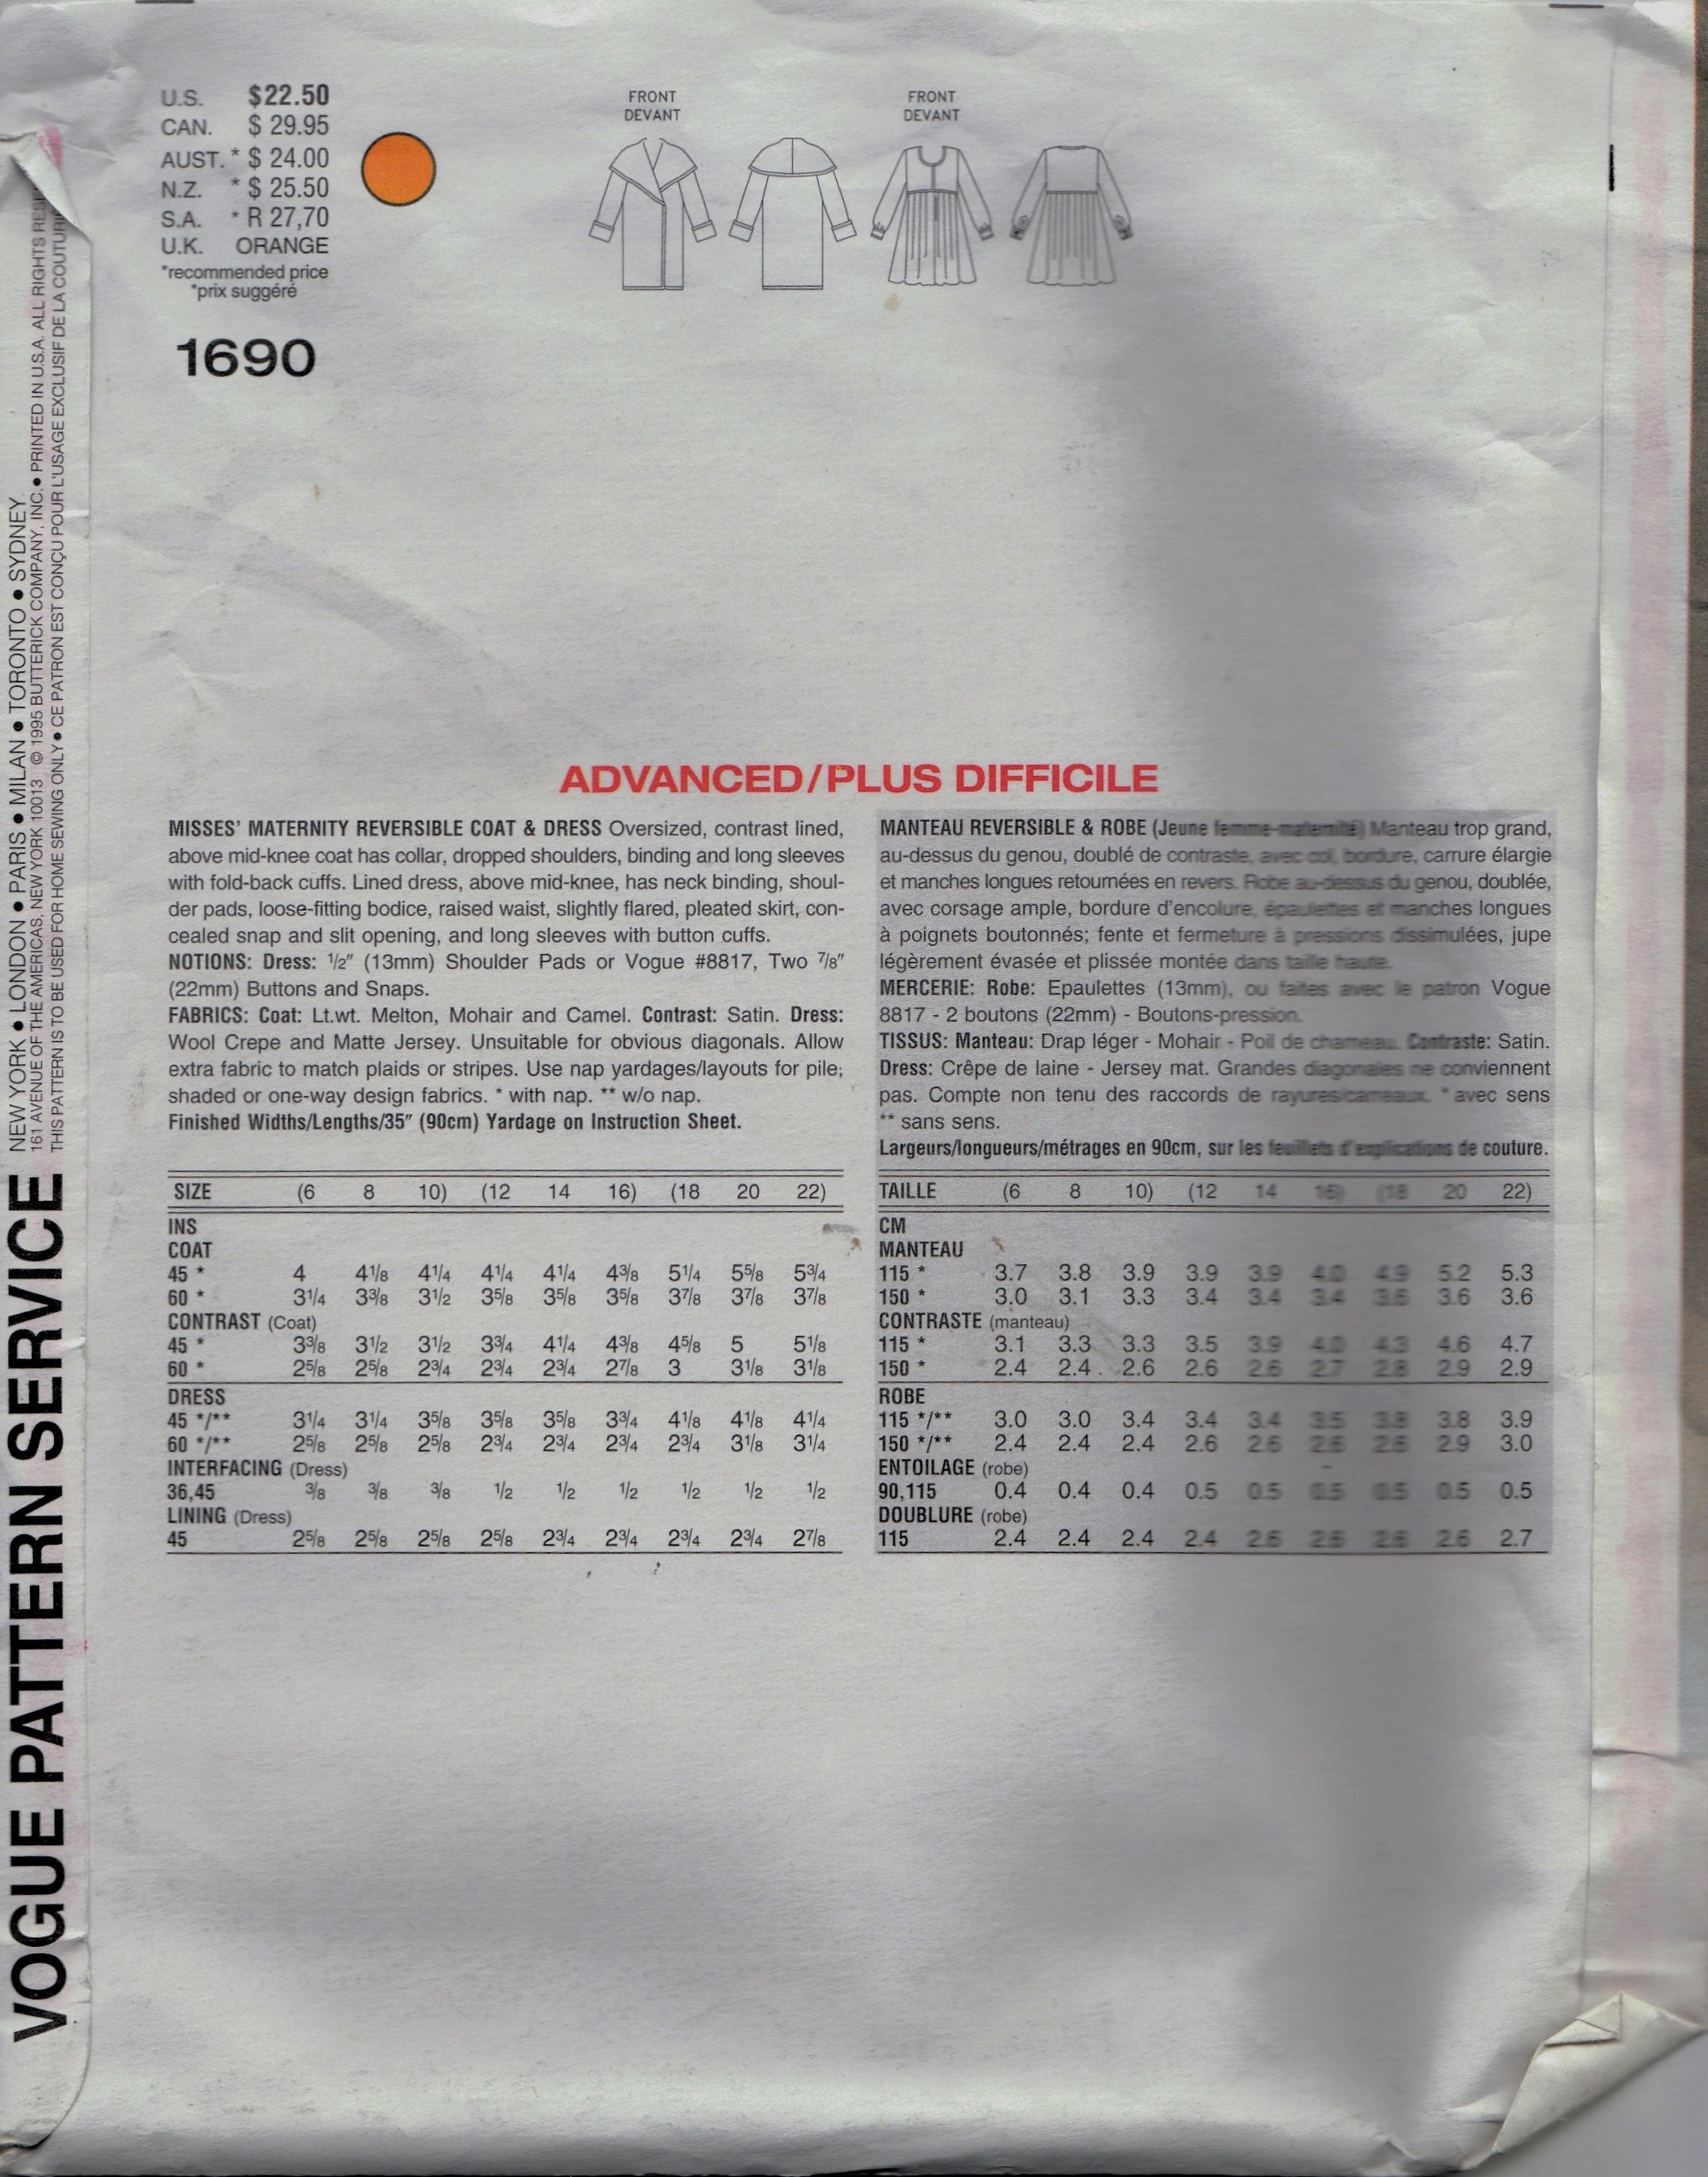 U.S. $22.50
CAN. $ 29.95
AUST. * $ 24.00
N.Z. * $ 25.50
S.A. * R 27,70
U.K. ORANGE
*recommended price
*prix suggéré
1690
FRONT
DEVANT
FRONT
DEVANT
ADVANCED/PLUS DIFFICILE
MISSES' MATERNITY REVERSIBLE COAT & DRESS Oversized, contrast lined,
above mid-knee coat has collar, dropped shoulders, binding and long sleeves
with fold-back cuffs. Lined dress, above mid-knee, has neck binding, shoul-
der pads, loose-fitting bodice, raised waist, slightly flared, pleated skirt, con-
cealed snap and slit opening, and long sleeves with button cuffs.
NOTIONS: Dress: 1/2" (13mm) Shoulder Pads or Vogue #8817, Two 7/8"
(22mm) Buttons and Snaps.
FABRICS: Coat: Lt.wt. Melton, Mohair and Camel. Contrast: Satin. Dress:
Wool Crepe and Matte Jersey. Unsuitable for obvious diagonals. Allow
extra fabric to match plaids or stripes. Use nap yardages/layouts for pile;
shaded or one-way design fabrics. * with nap. ** w/o nap.
Finished Widths/Lengths/35" (90cm) Yardage on Instruction Sheet.
SIZE (6 8 10) (12 14 16) (18 20 22)
INS
COAT
45 * 4 4 1/8 4 1/4 4 1/4 4 1/4 4 3/8 5 1/4 5 5/8 5 3/4
60 * 3 1/4 3 3/8 3 1/2 3 5/8 3 5/8 3 5/8 3 7/8 3 7/8 3 7/8
CONTRAST (Coat)
45 * 3 3/8 3 1/2 3 1/2 3 3/4 4 1/4 4 3/8 4 5/8 5 5 1/8
60 * 2 5/8 2 5/8 2 3/4 2 3/4 2 3/4 2 7/8 3 3 1/8 3 1/8
DRESS
45 */** 3 1/4 3 1/4 3 5/8 3 5/8 3 5/8 3 3/4 4 1/8 4 1/8 4 1/4
60 */** 2 5/8 2 5/8 2 5/8 2 3/4 2 3/4 2 3/4 2 3/4 3 1/8 3 1/4
INTERFACING (Dress)
36,45 3/8 3/8 3/8 1/2 1/2 1/2 1/2 1/2 1/2
LINING (Dress)
45 2 5/8 2 5/8 2 5/8 2 5/8 2 3/4 2 3/4 2 3/4 2 3/4 2 7/8
MANTEAU REVERSIBLE & ROBE (Jeune femme-maternité) Manteau trop grand,
au-dessus du genou, doublé de contraste, avec col, bordure, carrure élargie
et manches longues retournées en revers. Robe au-dessus du genou, doublée,
avec corsage ample, bordure d'encolure, épaulettes et manches longues
à poignets boutonnés; fente et fermeture à pressions dissimulées, jupe
légèrement évasée et plissée montée dans taille haute.
MERCERIE: Robe: Epaulettes (13mm), ou faites avec le patron Vogue
8817 - 2 boutons (22mm) - Boutons-pression.
TISSUS: Manteau: Drap léger - Mohair - Poil de chameau. Contraste: Satin.
Dress: Crêpe de laine - Jersey mat. Grandes diagonales ne conviennent
pas. Compte non tenu des raccords de rayures/carreaux. * avec sens
** sans sens.
Largeurs/longueurs/métrages en 90cm, sur les feuillets d'explications de couture.
TAILLE (6 8 10) (12 14 16) (18 20 22)
CM
MANTEAU
115 * 3.7 3.8 3.9 3.9 3.9 4.0 4.9 5.2 5.3
150 * 3.0 3.1 3.3 3.4 3.4 3.4 3.6 3.6 3.6
CONTRASTE (manteau)
115 * 3.1 3.3 3.3 3.5 3.9 4.0 4.3 4.6 4.7
150 * 2.4 2.4 2.6 2.6 2.6 2.7 2.8 2.9 2.9
ROBE
115 */** 3.0 3.0 3.4 3.4 3.4 3.5 3.8 3.8 3.9
150 */** 2.4 2.4 2.4 2.6 2.6 2.6 2.6 2.9 3.0
ENTOILAGE (robe)
90,115 0.4 0.4 0.4 0.5 0.5 0.5 0.5 0.5 0.5
DOUBLURE (robe)
115 2.4 2.4 2.4 2.4 2.6 2.6 2.6 2.6 2.7
VOGUE PATTERN SERVICE NEW YORK • LONDON • PARIS • MILAN • TORONTO • SYDNEY
161 AVENUE OF THE AMERICAS, NEW YORK 10013 © 1995 BUTTERICK COMPANY, INC. • PRINTED IN U.S.A. ALL RIGHTS
THIS PATTERN IS TO BE USED FOR HOME SEWING ONLY • CE PATRON EST CONÇU POUR L'USAGE EXCLUSIF DE LA